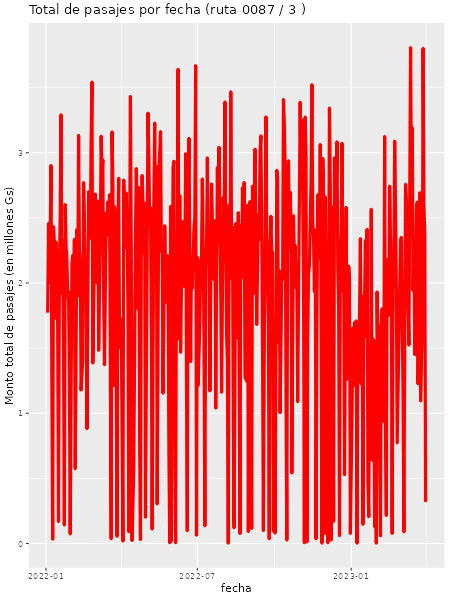 Total de pasajes por fecha (ruta 0087 / 3 )
Monto total de pasajes (en millones Gs)
3
2
1
0
2022-01
2022-07
2023-01
fecha